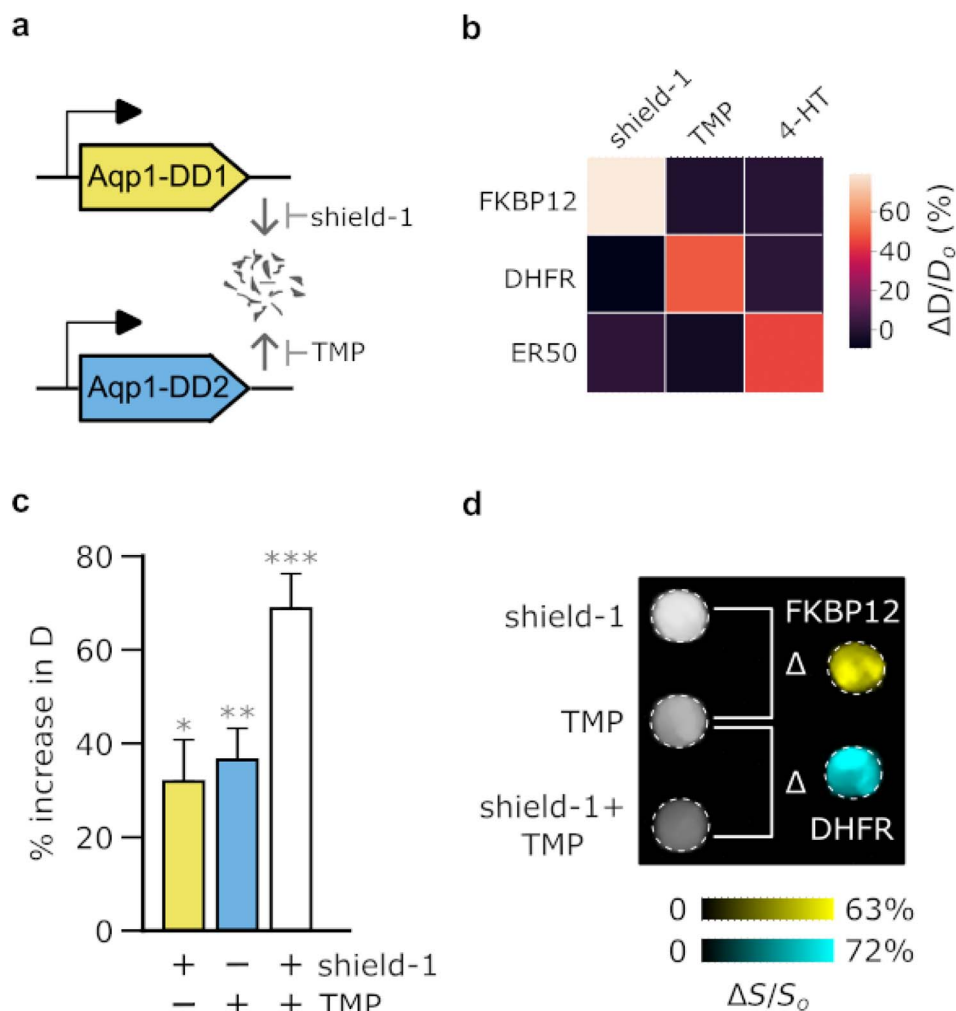 a
Aqp1-DD1
shield-1
TMP
Aqp1-DD2
b
shield-1
TMP
4-HT
FKBP12
DHFR
ER50
60
40
20
0
ΔD/Do (%)
c
80
60
40
20
0
% increase in D
*
**
***
+ − + shield-1
− + + TMP
d
shield-1
TMP
shield-1+
TMP
FKBP12
Δ
Δ
DHFR
0 63%
0 72%
ΔS/So